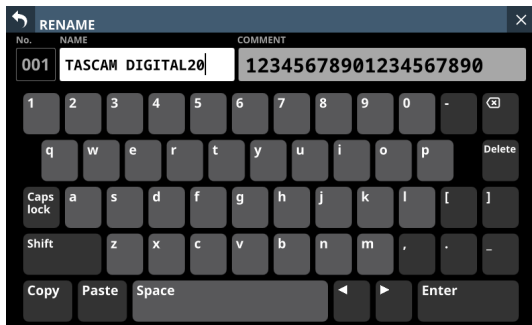 RENAME
No. NAME COMMENT
001 TASCAM DIGITAL20 12345678901234567890
1 2 3 4 5 6 7 8 9 0 -
q w e r t y u i o p Delete
Caps lock a s d f g h j k l [ ]
Shift z x c v b n m , . _
Copy Paste Space ◀ ▶ Enter